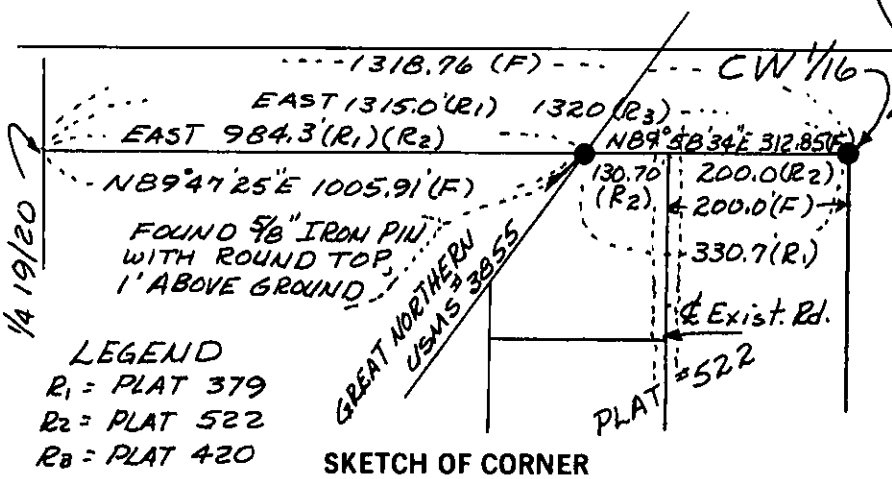 1318.76 (F)
CW 1/16
EAST 1315.0'(R1) 1320 (R3)
EAST 984.3'(R1)(R2)
N89°58'34"E 312.85(F)
N89°47'25"E 1005.91'(F)
130.70
(R2)
200.0(R2)
200.0'(F)
330.7'(R1)
FOUND 5/8" IRON PIN
WITH ROUND TOP
1' ABOVE GROUND
1/4 19/20
GREAT NORTHERN
USMS #3855
℄ Exist. Rd.
PLAT #522
LEGEND
R1 = PLAT 379
R2 = PLAT 522
R3 = PLAT 420
SKETCH OF CORNER